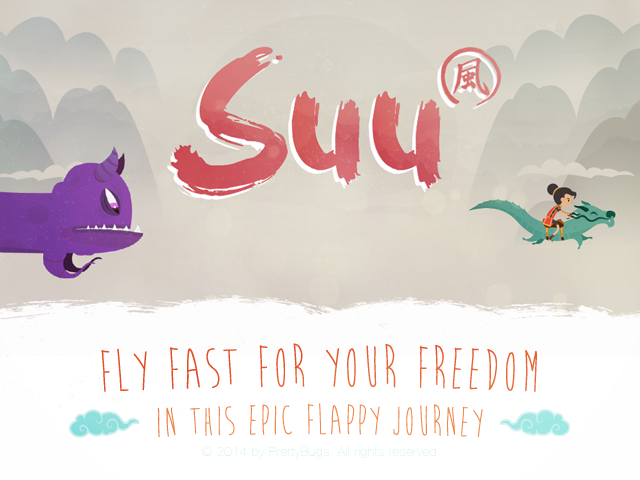 Suu
風
FLY FAST FOR YOUR FREEDOM
IN THIS EPIC FLAPPY JOURNEY
© 2014 by PrettyBugs. All rights reserved